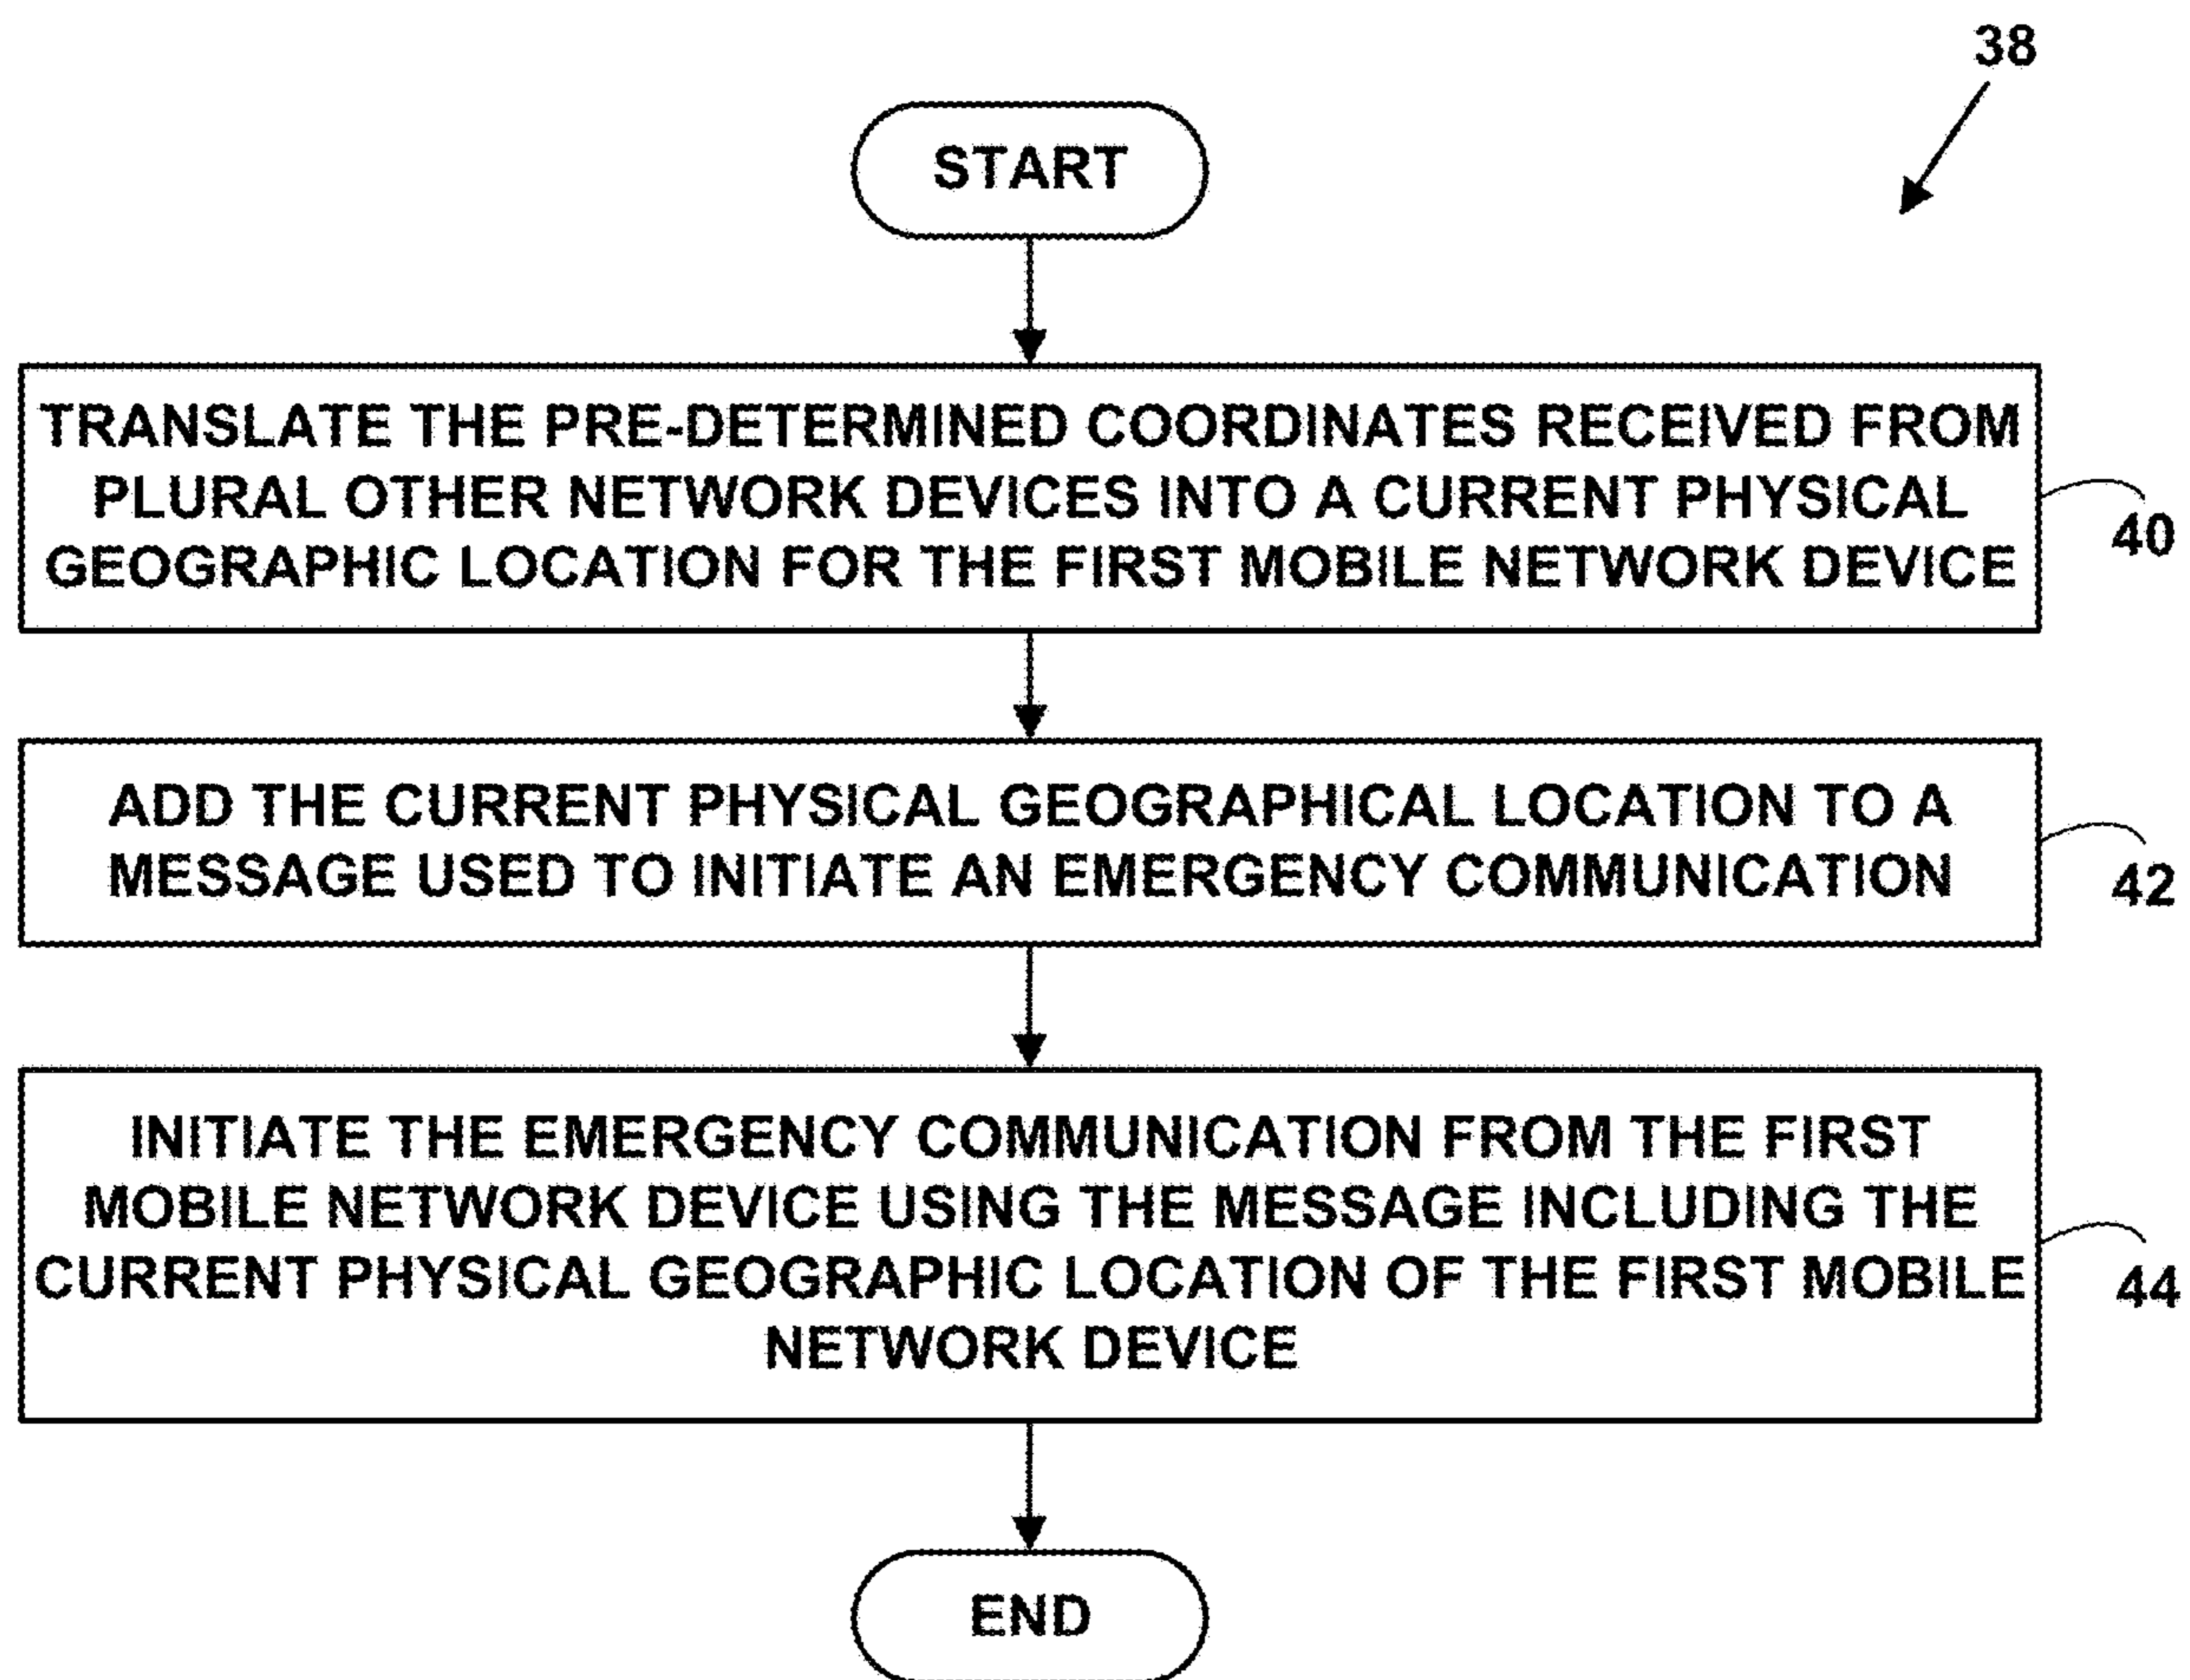 38
START
TRANSLATE THE PRE-DETERMINED COORDINATES RECEIVED FROM
PLURAL OTHER NETWORK DEVICES INTO A CURRENT PHYSICAL
GEOGRAPHIC LOCATION FOR THE FIRST MOBILE NETWORK DEVICE
40
ADD THE CURRENT PHYSICAL GEOGRAPHICAL LOCATION TO A
MESSAGE USED TO INITIATE AN EMERGENCY COMMUNICATION
42
INITIATE THE EMERGENCY COMMUNICATION FROM THE FIRST
MOBILE NETWORK DEVICE USING THE MESSAGE INCLUDING THE
CURRENT PHYSICAL GEOGRAPHIC LOCATION OF THE FIRST MOBILE
NETWORK DEVICE
44
END